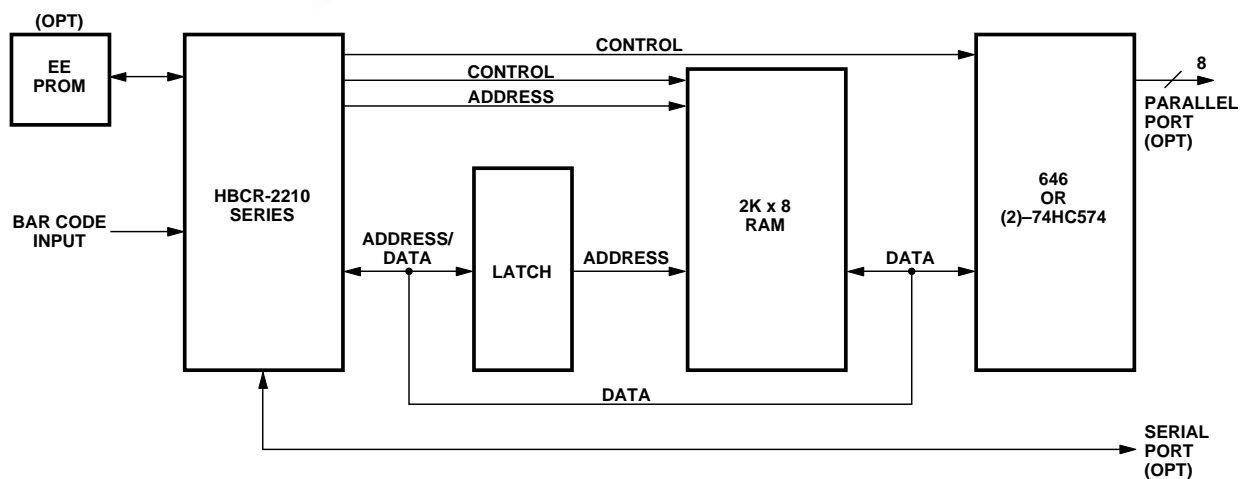 (OPT)
EE
PROM
BAR CODE
INPUT
HBCR-2210
SERIES
CONTROL
CONTROL
ADDRESS
ADDRESS/
DATA
LATCH
ADDRESS
2K x 8
RAM
DATA
DATA
646
OR
(2)–74HC574
8
PARALLEL
PORT
(OPT)
SERIAL
PORT
(OPT)